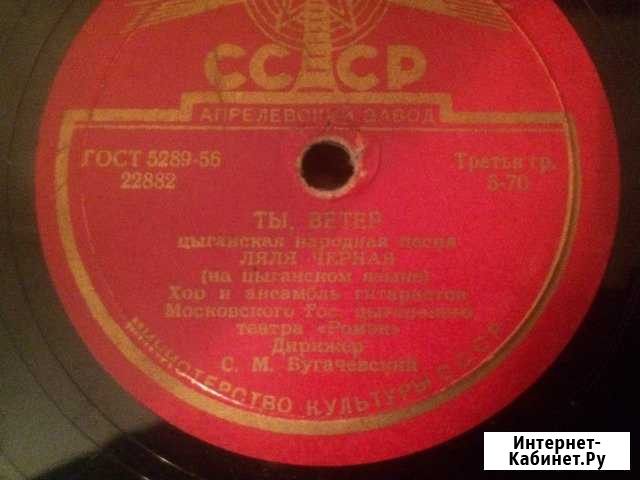 СССР
АПРЕЛЕВСКИЙ ЗАВОД
ГОСТ 5289-56
22882
Третья гр.
5-70
ТЫ, ВЕТЕР
цыганская народная песня
ЛЯЛЯ ЧЕРНАЯ
(на цыганском языке)
Хор и ансамбль гитаристов
Московского Гос. цыганского
театра «Ромэн»
Дирижер
С. М. Бугачевский
МИНИСТЕРСТВО КУЛЬТУРЫ СССР
Интернет-
Кабинет.Ру